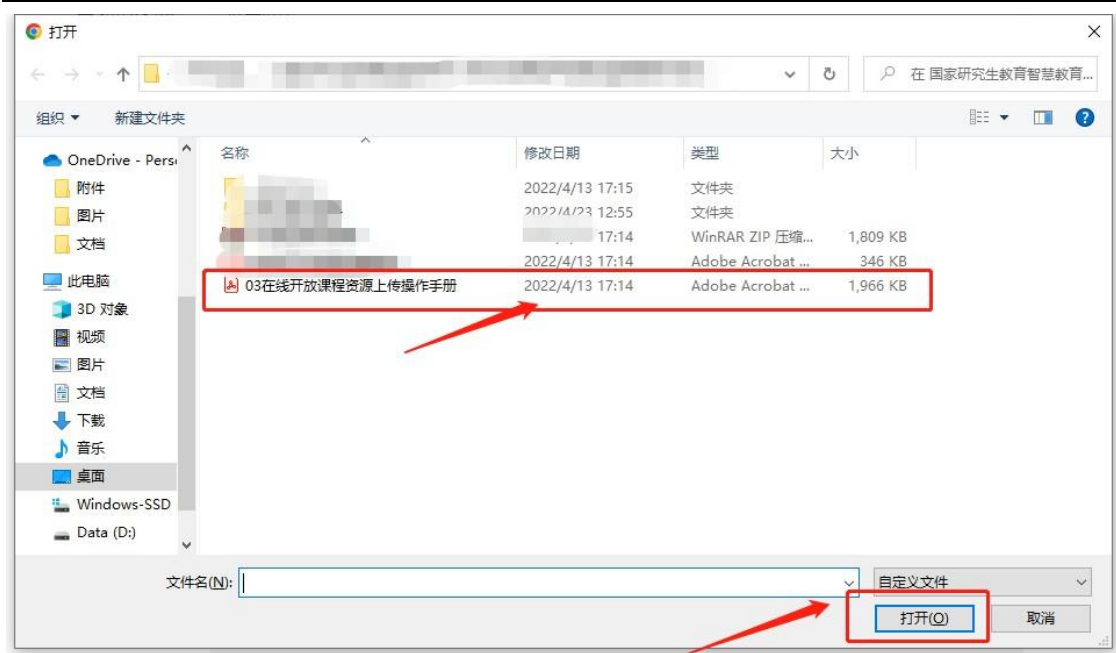 打开
在 国家研究生教育智慧教育...
组织 新建文件夹
名称 修改日期 类型 大小
OneDrive - Pers
附件
图片
文档
此电脑
3D 对象
视频
图片
文档
下载
音乐
桌面
Windows-SSD
Data (D:)
2022/4/13 17:15 文件夹
2022/4/23 12:55 文件夹
17:14 WinRAR ZIP 压缩... 1,809 KB
2022/4/13 17:14 Adobe Acrobat ... 346 KB
03在线开放课程资源上传操作手册 2022/4/13 17:14 Adobe Acrobat ... 1,966 KB
文件名(N): 自定义文件
打开(O) 取消